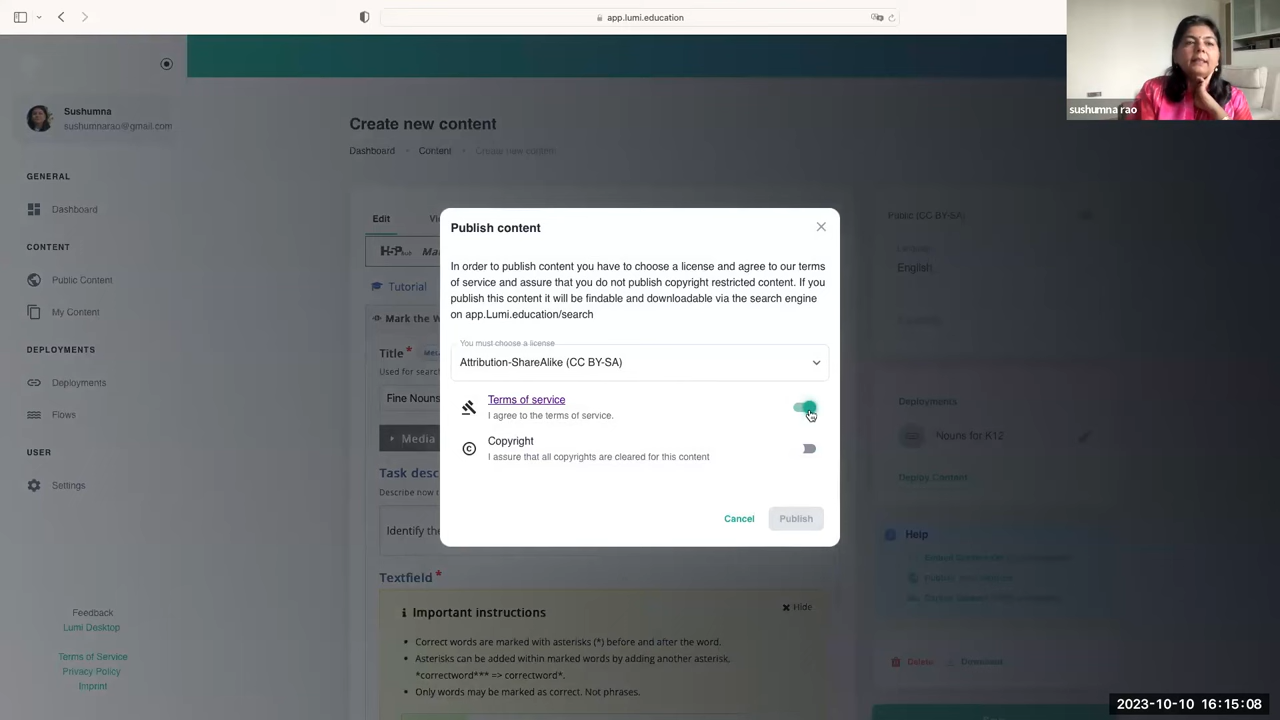 app.lumi.education
sushumna rao
Sushumna
sushumnarao@gmail.com
GENERAL
Dashboard
CONTENT
Public Content
My Content
DEPLOYMENTS
Deployments
Flows
USER
Settings
Feedback
Lumi Desktop
Terms of Service
Privacy Policy
Imprint
Create new content
Dashboard • Content • Create new content
Edit
Tutorial
Mark the W
Title *
Used for search
Fine Nouns
Media
Task desc
Describe how
Identify the
Textfield *
Important instructions
Hide
• Correct words are marked with asterisks (*) before and after the word.
• Asterisks can be added within marked words by adding another asterisk,
*correctword*** => correctword*.
• Only words may be marked as correct. Not phrases.
Publish content
In order to publish content you have to choose a license and agree to our terms
of service and assure that you do not publish copyright restricted content. If you
publish this content it will be findable and downloadable via the search engine
on app.Lumi.education/search
You must choose a license
Attribution-ShareAlike (CC BY-SA)
Terms of service
I agree to the terms of service.
Copyright
I assure that all copyrights are cleared for this content
Cancel
Publish
Public (CC BY-SA)
Language
English
Deployments
Nouns for K12
Deploy Content
Help
Delete
Download
2023-10-10 16:15:08